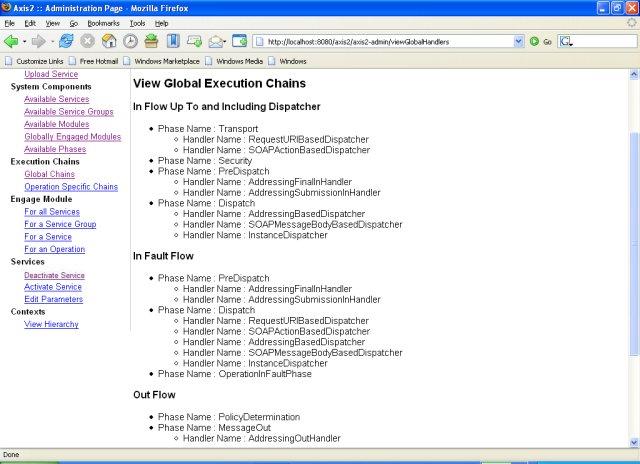 Axis2 :: Administration Page - Mozilla Firefox
File Edit View Go Bookmarks Tools Help
http://localhost:8080/axis2/axis2-admin/viewGlobalHandlers
Go
Customize Links Free Hotmail Windows Marketplace Windows Media Windows
Upload Service
System Components
Available Services
Available Service Groups
Available Modules
Globally Engaged Modules
Available Phases
Execution Chains
Global Chains
Operation Specific Chains
Engage Module
For all Services
For a Service Group
For a Service
For an Operation
Services
Deactivate Service
Activate Service
Edit Parameters
Contexts
View Hierarchy
View Global Execution Chains
In Flow Up To and Including Dispatcher
Phase Name : Transport
Handler Name : RequestURIBasedDispatcher
Handler Name : SOAPActionBasedDispatcher
Phase Name : Security
Phase Name : PreDispatch
Handler Name : AddressingFinalInHandler
Handler Name : AddressingSubmissionInHandler
Phase Name : Dispatch
Handler Name : AddressingBasedDispatcher
Handler Name : SOAPMessageBodyBasedDispatcher
Handler Name : InstanceDispatcher
In Fault Flow
Phase Name : PreDispatch
Handler Name : AddressingFinalInHandler
Handler Name : AddressingSubmissionInHandler
Phase Name : Dispatch
Handler Name : RequestURIBasedDispatcher
Handler Name : SOAPActionBasedDispatcher
Handler Name : AddressingBasedDispatcher
Handler Name : SOAPMessageBodyBasedDispatcher
Handler Name : InstanceDispatcher
Phase Name : OperationInFaultPhase
Out Flow
Phase Name : PolicyDetermination
Phase Name : MessageOut
Handler Name : AddressingOutHandler
Done